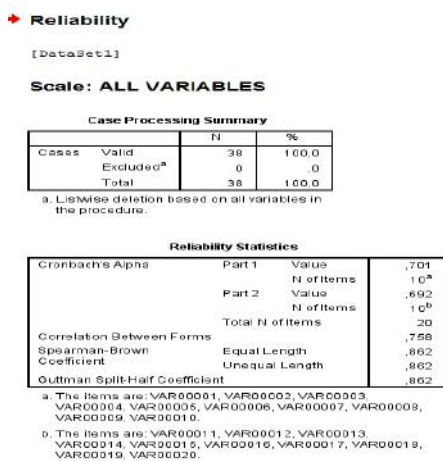 Reliability
[DataSet1]
Scale: ALL VARIABLES
Case Processing Summary
N %
Cases Valid 38 100,0
Excludedª 0 ,0
Total 38 100,0
a. Listwise deletion based on all variables in
the procedure.
Reliability Statistics
Cronbach's Alpha Part 1 Value ,701
N of Items 10ª
Part 2 Value ,692
N of Items 10ᵇ
Total N of Items 20
Correlation Between Forms ,758
Spearman-Brown Equal Length ,862
Coefficient Unequal Length ,862
Guttman Split-Half Coefficient ,862
a. The items are: VAR00001, VAR00002, VAR00003,
VAR00004, VAR00005, VAR00006, VAR00007, VAR00008,
VAR00009, VAR00010.
b. The items are: VAR00011, VAR00012, VAR00013,
VAR00014, VAR00015, VAR00016, VAR00017, VAR00018,
VAR00019, VAR00020.